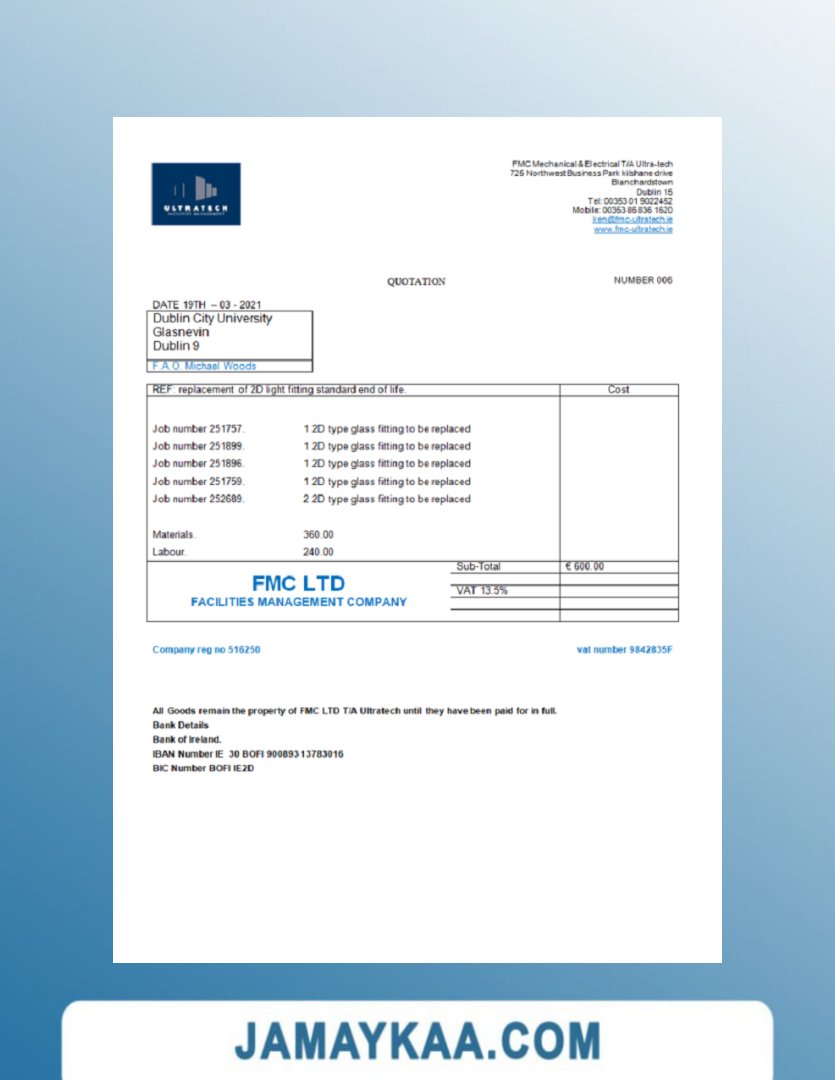 ULTRATECH
FACILITIES MANAGEMENT
FMC Mechanical & Electrical T/A Ultra-tech
725 Northwest Business Park kilshane drive
Blanchardstown
Dublin 15
Tel: 00353 01 9022452
Mobile: 00353 86 836 1620
ken@fmc-ultratech.ie
www.fmc-ultratech.ie
QUOTATION
NUMBER 006
DATE 19TH – 03 - 2021
Dublin City University
Glasnevin
Dublin 9
F.A.O. Michael Woods
REF: replacement of 2D light fitting standard end of life. Cost
Job number 251757. 1 2D type glass fitting to be replaced
Job number 251899. 1 2D type glass fitting to be replaced
Job number 251896. 1 2D type glass fitting to be replaced
Job number 251759. 1 2D type glass fitting to be replaced
Job number 252689. 2 2D type glass fitting to be replaced
Materials. 360.00
Labour. 240.00
Sub-Total € 600.00
FMC LTD
VAT 13.5%
FACILITIES MANAGEMENT COMPANY
Company reg no 516250 vat number 9842835F
All Goods remain the property of FMC LTD T/A Ultratech until they have been paid for in full.
Bank Details
Bank of Ireland.
IBAN Number IE 30 BOFI 90089313783016
BIC Number BOFI IE2D
JAMAYKAA.COM